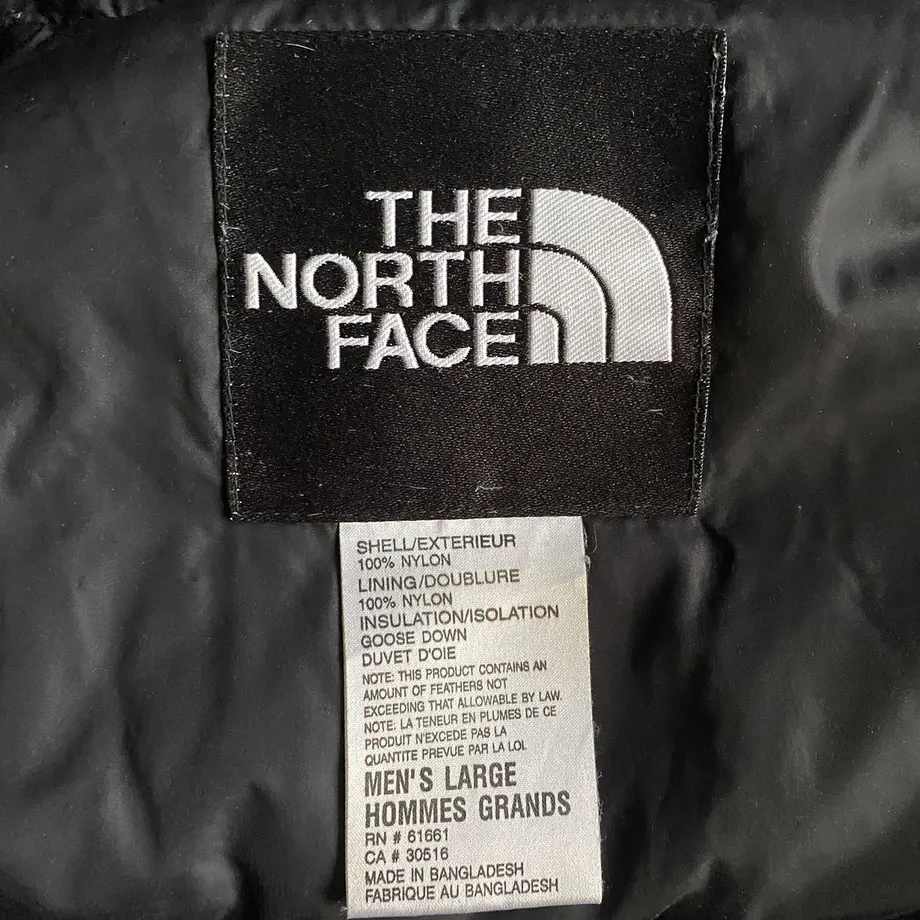 THE
NORTH
FACE
SHELL/EXTERIEUR
100% NYLON
LINING/DOUBLURE
100% NYLON
INSULATION/ISOLATION
GOOSE DOWN
DUVET D'OIE
NOTE: THIS PRODUCT CONTAINS AN
AMOUNT OF FEATHERS NOT
EXCEEDING THAT ALLOWABLE BY LAW.
NOTE: LA TENEUR EN PLUMES DE CE
PRODUIT N'EXCEDE PAS LA
QUANTITE PREVUE PAR LA LOI.
MEN'S LARGE
HOMMES GRANDS
RN # 61661
CA # 30516
MADE IN BANGLADESH
FABRIQUE AU BANGLADESH